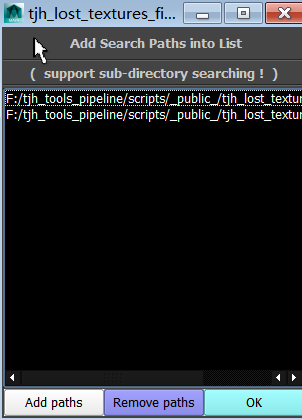 tjh_lost_textures_fi...
Add Search Paths into List
( support sub-directory searching ! )
F:/tjh_tools_pipeline/scripts/_public_/tjh_lost_textur
F:/tjh_tools_pipeline/scripts/_public_/tjh_lost_textur
Add paths Remove paths OK